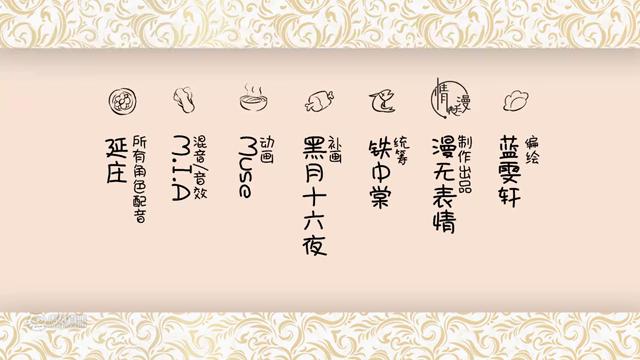 编绘
蓝雯轩
制作出品
漫无表情
统筹
铁巾棠
补画
黑月十六夜
动画
Muse
混音/音效
3.I.D
所有角色配音
延庄